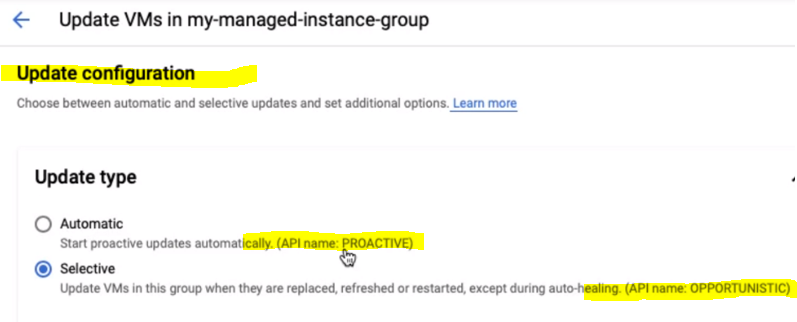 Update VMs in my-managed-instance-group
Update configuration
Choose between automatic and selective updates and set additional options. Learn more
Update type
Automatic
Start proactive updates automatically. (API name: PROACTIVE)
Selective
Update VMs in this group when they are replaced, refreshed or restarted, except during auto-healing. (API name: OPPORTUNISTIC)